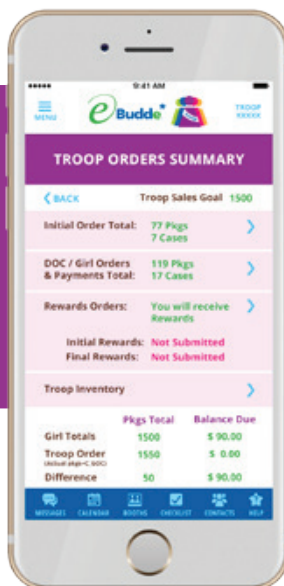 9:41 AM
MENU
eBudde
TROOP
XXXXX
TROOP ORDERS SUMMARY
BACK Troop Sales Goal 1500
Initial Order Total: 77 Pkgs
7 Cases
DOC / Girl Orders 119 Pkgs
& Payments Total: 17 Cases
Rewards Orders: You will receive
Rewards
Initial Rewards: Not Submitted
Final Rewards: Not Submitted
Troop Inventory
Pkgs Total Balance Due
Girl Totals 1500 $ 90.00
Troop Order 1550 $ 0.00
(Actual pkgs+C, DOC)
Difference 50 $ 90.00
MESSAGES CALENDAR BOOTHS CHECKLIST CONTACTS HELP